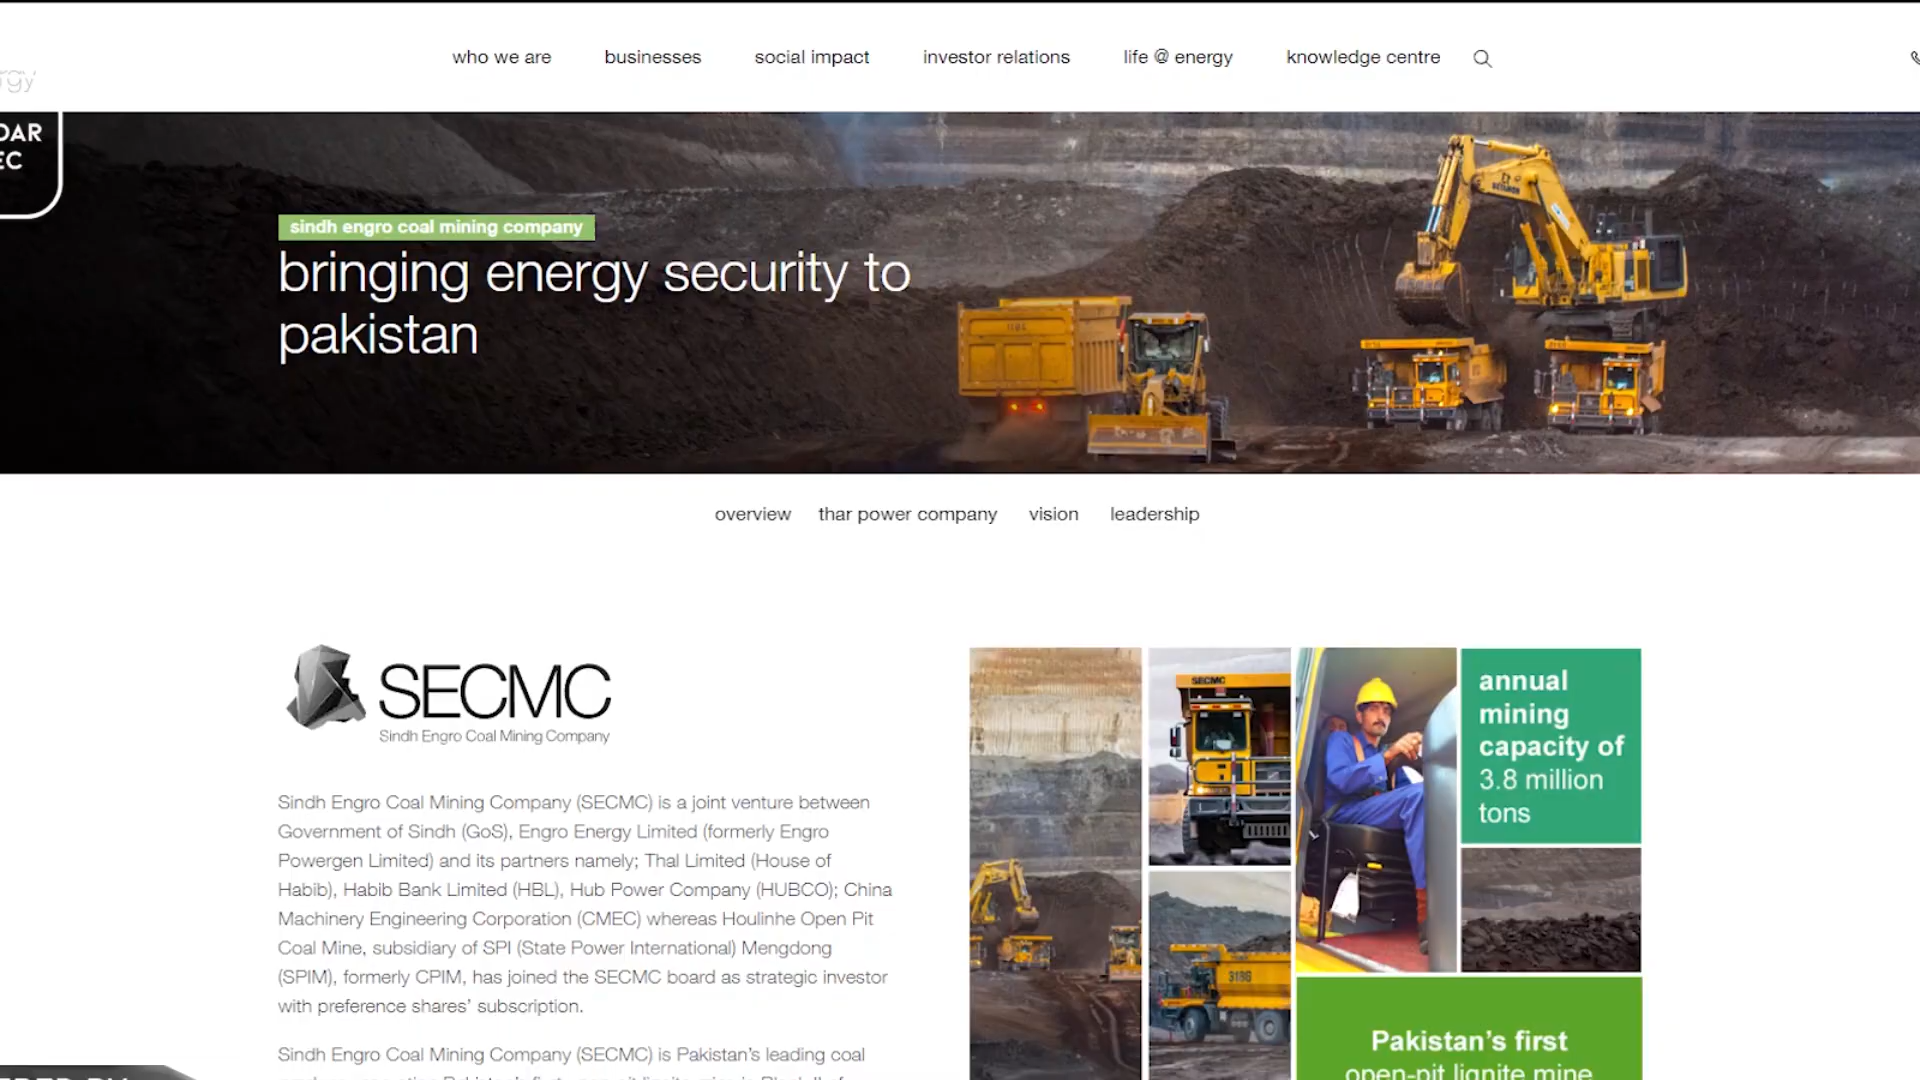 who we are businesses social impact investor relations life @ energy knowledge centre
sindh engro coal mining company
bringing energy security to
pakistan
overview thar power company vision leadership
SECMC
Sindh Engro Coal Mining Company
Sindh Engro Coal Mining Company (SECMC) is a joint venture between
Government of Sindh (GoS), Engro Energy Limited (formerly Engro
Powergen Limited) and its partners namely; Thal Limited (House of
Habib), Habib Bank Limited (HBL), Hub Power Company (HUBCO); China
Machinery Engineering Corporation (CMEC) whereas Houlinhe Open Pit
Coal Mine, subsidiary of SPI (State Power International) Mengdong
(SPIM), formerly CPIM, has joined the SECMC board as strategic investor
with preference shares’ subscription.
Sindh Engro Coal Mining Company (SECMC) is Pakistan’s leading coal
SECMC
318G
annual
mining
capacity of
3.8 million
tons
Pakistan’s first
open-pit lignite mine